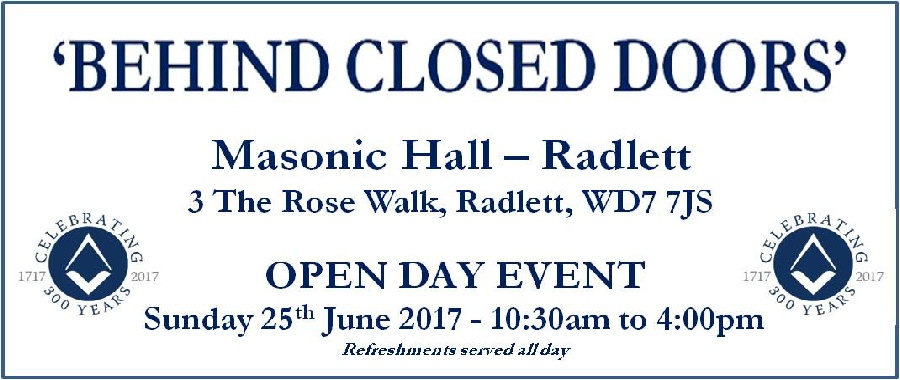 ‘BEHIND CLOSED DOORS’
Masonic Hall – Radlett
3 The Rose Walk, Radlett, WD7 7JS
CELEBRATING
1717 2017
300 YEARS
CELEBRATING
1717 2017
300 YEARS
OPEN DAY EVENT
Sunday 25th June 2017 - 10:30am to 4:00pm
Refreshments served all day